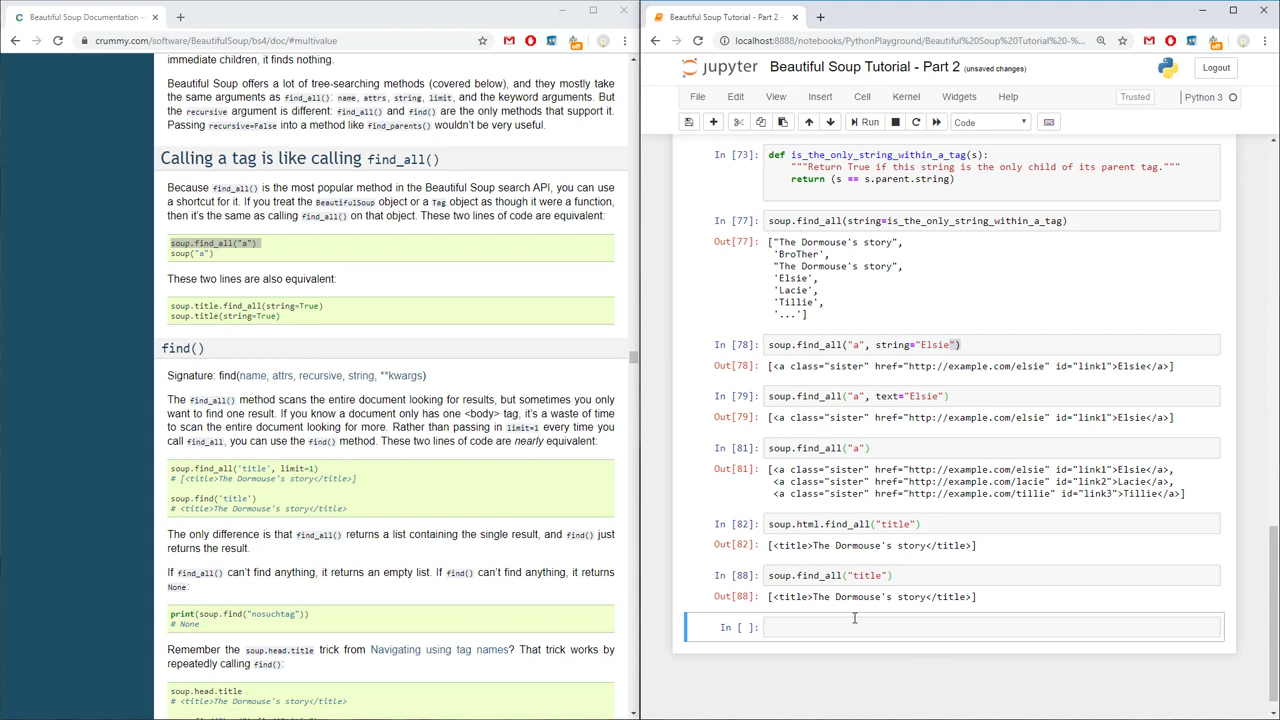 Beautiful Soup Documentation -
crummy.com/software/BeautifulSoup/bs4/doc/#multivalue
immediate children, it finds nothing.
Beautiful Soup offers a lot of tree-searching methods (covered below), and they mostly take
the same arguments as find_all(): name, attrs, string, limit, and the keyword arguments. But
the recursive argument is different: find_all() and find() are the only methods that support it.
Passing recursive=False into a method like find_parents() wouldn't be very useful.
Calling a tag is like calling find_all()
Because find_all() is the most popular method in the Beautiful Soup search API, you can use
a shortcut for it. If you treat the BeautifulSoup object or a Tag object as though it were a function,
then it's the same as calling find_all() on that object. These two lines of code are equivalent:
soup.find_all("a")
soup("a")
These two lines are also equivalent:
soup.title.find_all(string=True)
soup.title(string=True)
find()
Signature: find(name, attrs, recursive, string, **kwargs)
The find_all() method scans the entire document looking for results, but sometimes you only
want to find one result. If you know a document only has one <body> tag, it's a waste of time
to scan the entire document looking for more. Rather than passing in limit=1 every time you
call find_all, you can use the find() method. These two lines of code are nearly equivalent:
soup.find_all('title', limit=1)
# [<title>The Dormouse's story</title>]
soup.find('title')
# <title>The Dormouse's story</title>
The only difference is that find_all() returns a list containing the single result, and find() just
returns the result.
If find_all() can't find anything, it returns an empty list. If find() can't find anything, it returns
None:
print(soup.find("nosuchtag"))
# None
Remember the soup.head.title trick from Navigating using tag names? That trick works by
repeatedly calling find():
soup.head.title
# <title>The Dormouse's story</title>
Beautiful Soup Tutorial - Part 2 -
localhost:8888/notebooks/PythonPlayground/Beautiful%20Soup%20Tutorial%20-%...
jupyter Beautiful Soup Tutorial - Part 2 (unsaved changes) Logout
File Edit View Insert Cell Kernel Widgets Help Trusted Python 3
Run Code
In [73]: def is_the_only_string_within_a_tag(s):
"""Return True if this string is the only child of its parent tag."""
return (s == s.parent.string)
In [77]: soup.find_all(string=is_the_only_string_within_a_tag)
Out[77]: ["The Dormouse's story",
'BroTher',
"The Dormouse's story",
'Elsie',
'Lacie',
'Tillie',
'...']
In [78]: soup.find_all("a", string="Elsie")
Out[78]: [<a class="sister" href="http://example.com/elsie" id="link1">Elsie</a>]
In [79]: soup.find_all("a", text="Elsie")
Out[79]: [<a class="sister" href="http://example.com/elsie" id="link1">Elsie</a>]
In [81]: soup.find_all("a")
Out[81]: [<a class="sister" href="http://example.com/elsie" id="link1">Elsie</a>,
<a class="sister" href="http://example.com/lacie" id="link2">Lacie</a>,
<a class="sister" href="http://example.com/tillie" id="link3">Tillie</a>]
In [82]: soup.html.find_all("title")
Out[82]: [<title>The Dormouse's story</title>]
In [88]: soup.find_all("title")
Out[88]: [<title>The Dormouse's story</title>]
In [ ]: